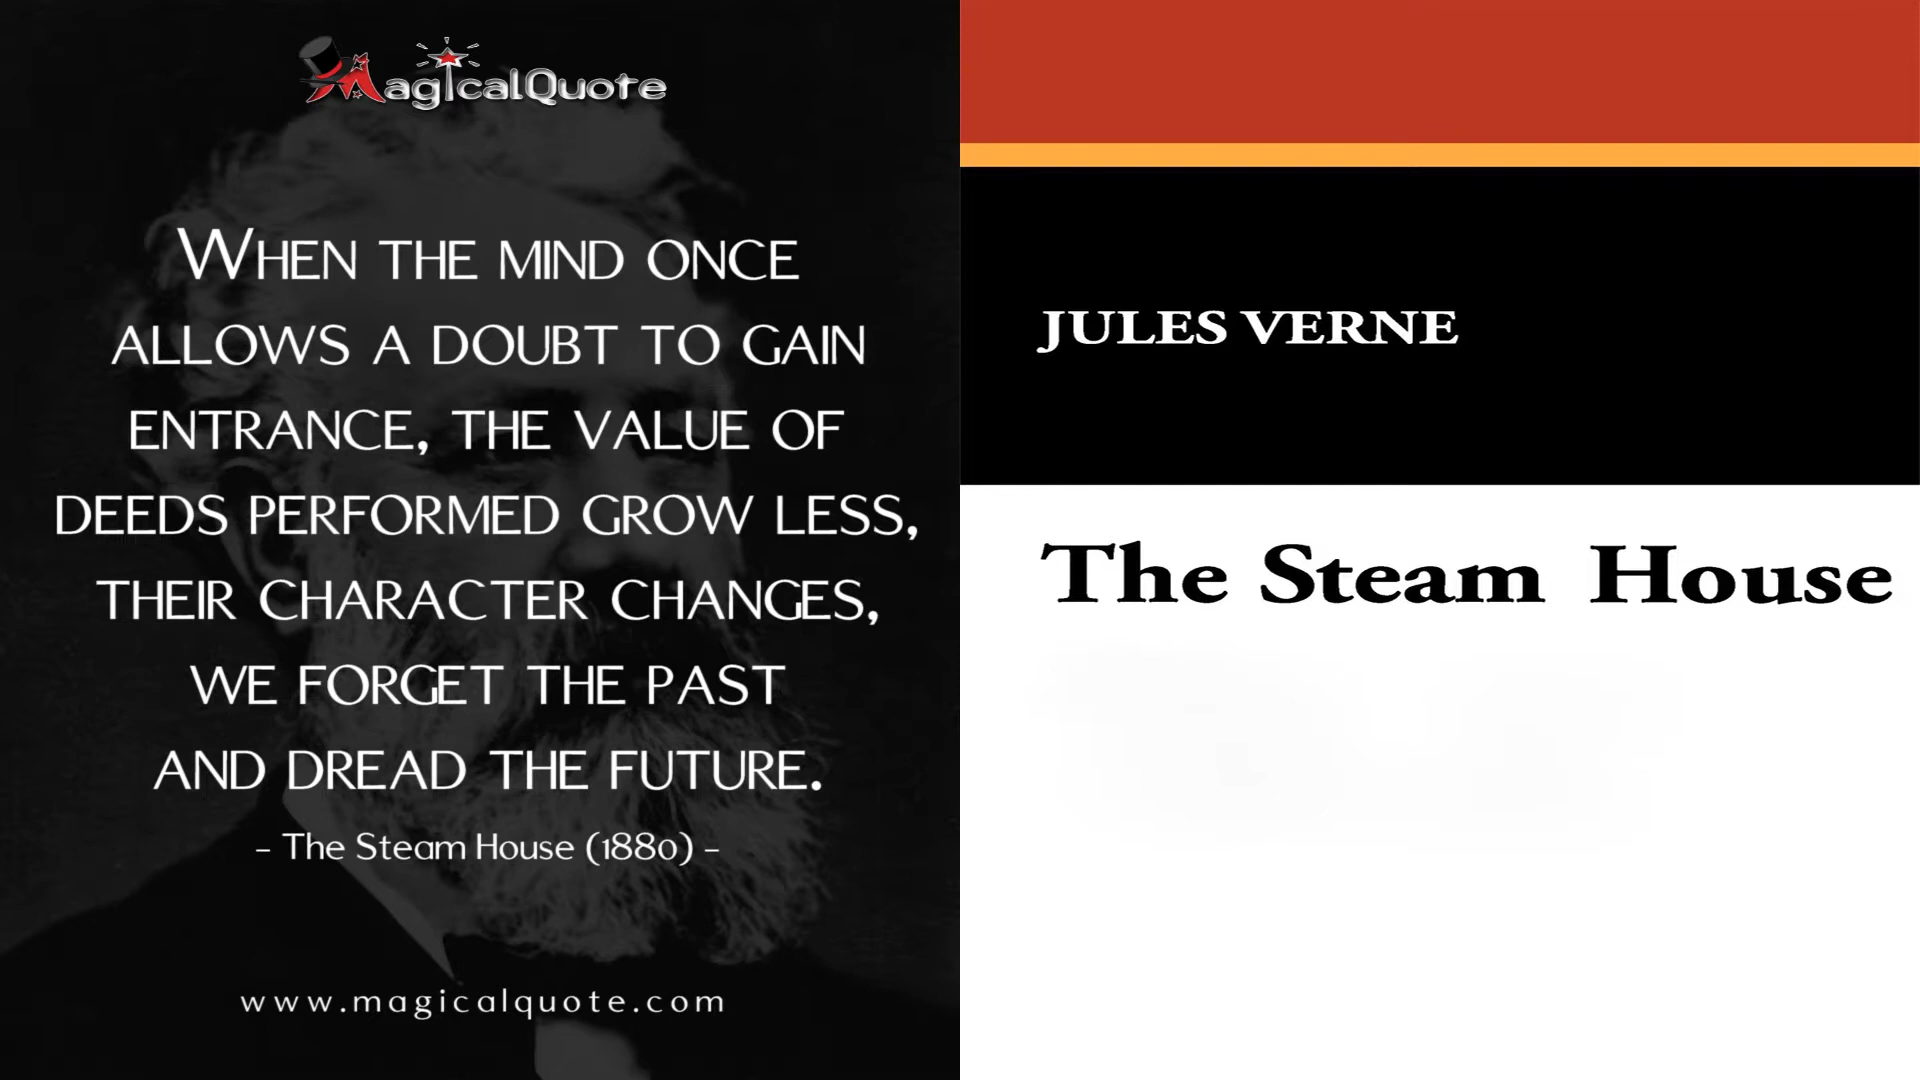 MagicalQuote
When the mind once
allows a doubt to gain
entrance, the value of
deeds performed grow less,
their character changes,
we forget the past
and dread the future.
– The Steam House (1880) –
www.magicalquote.com
JULES VERNE
The Steam House